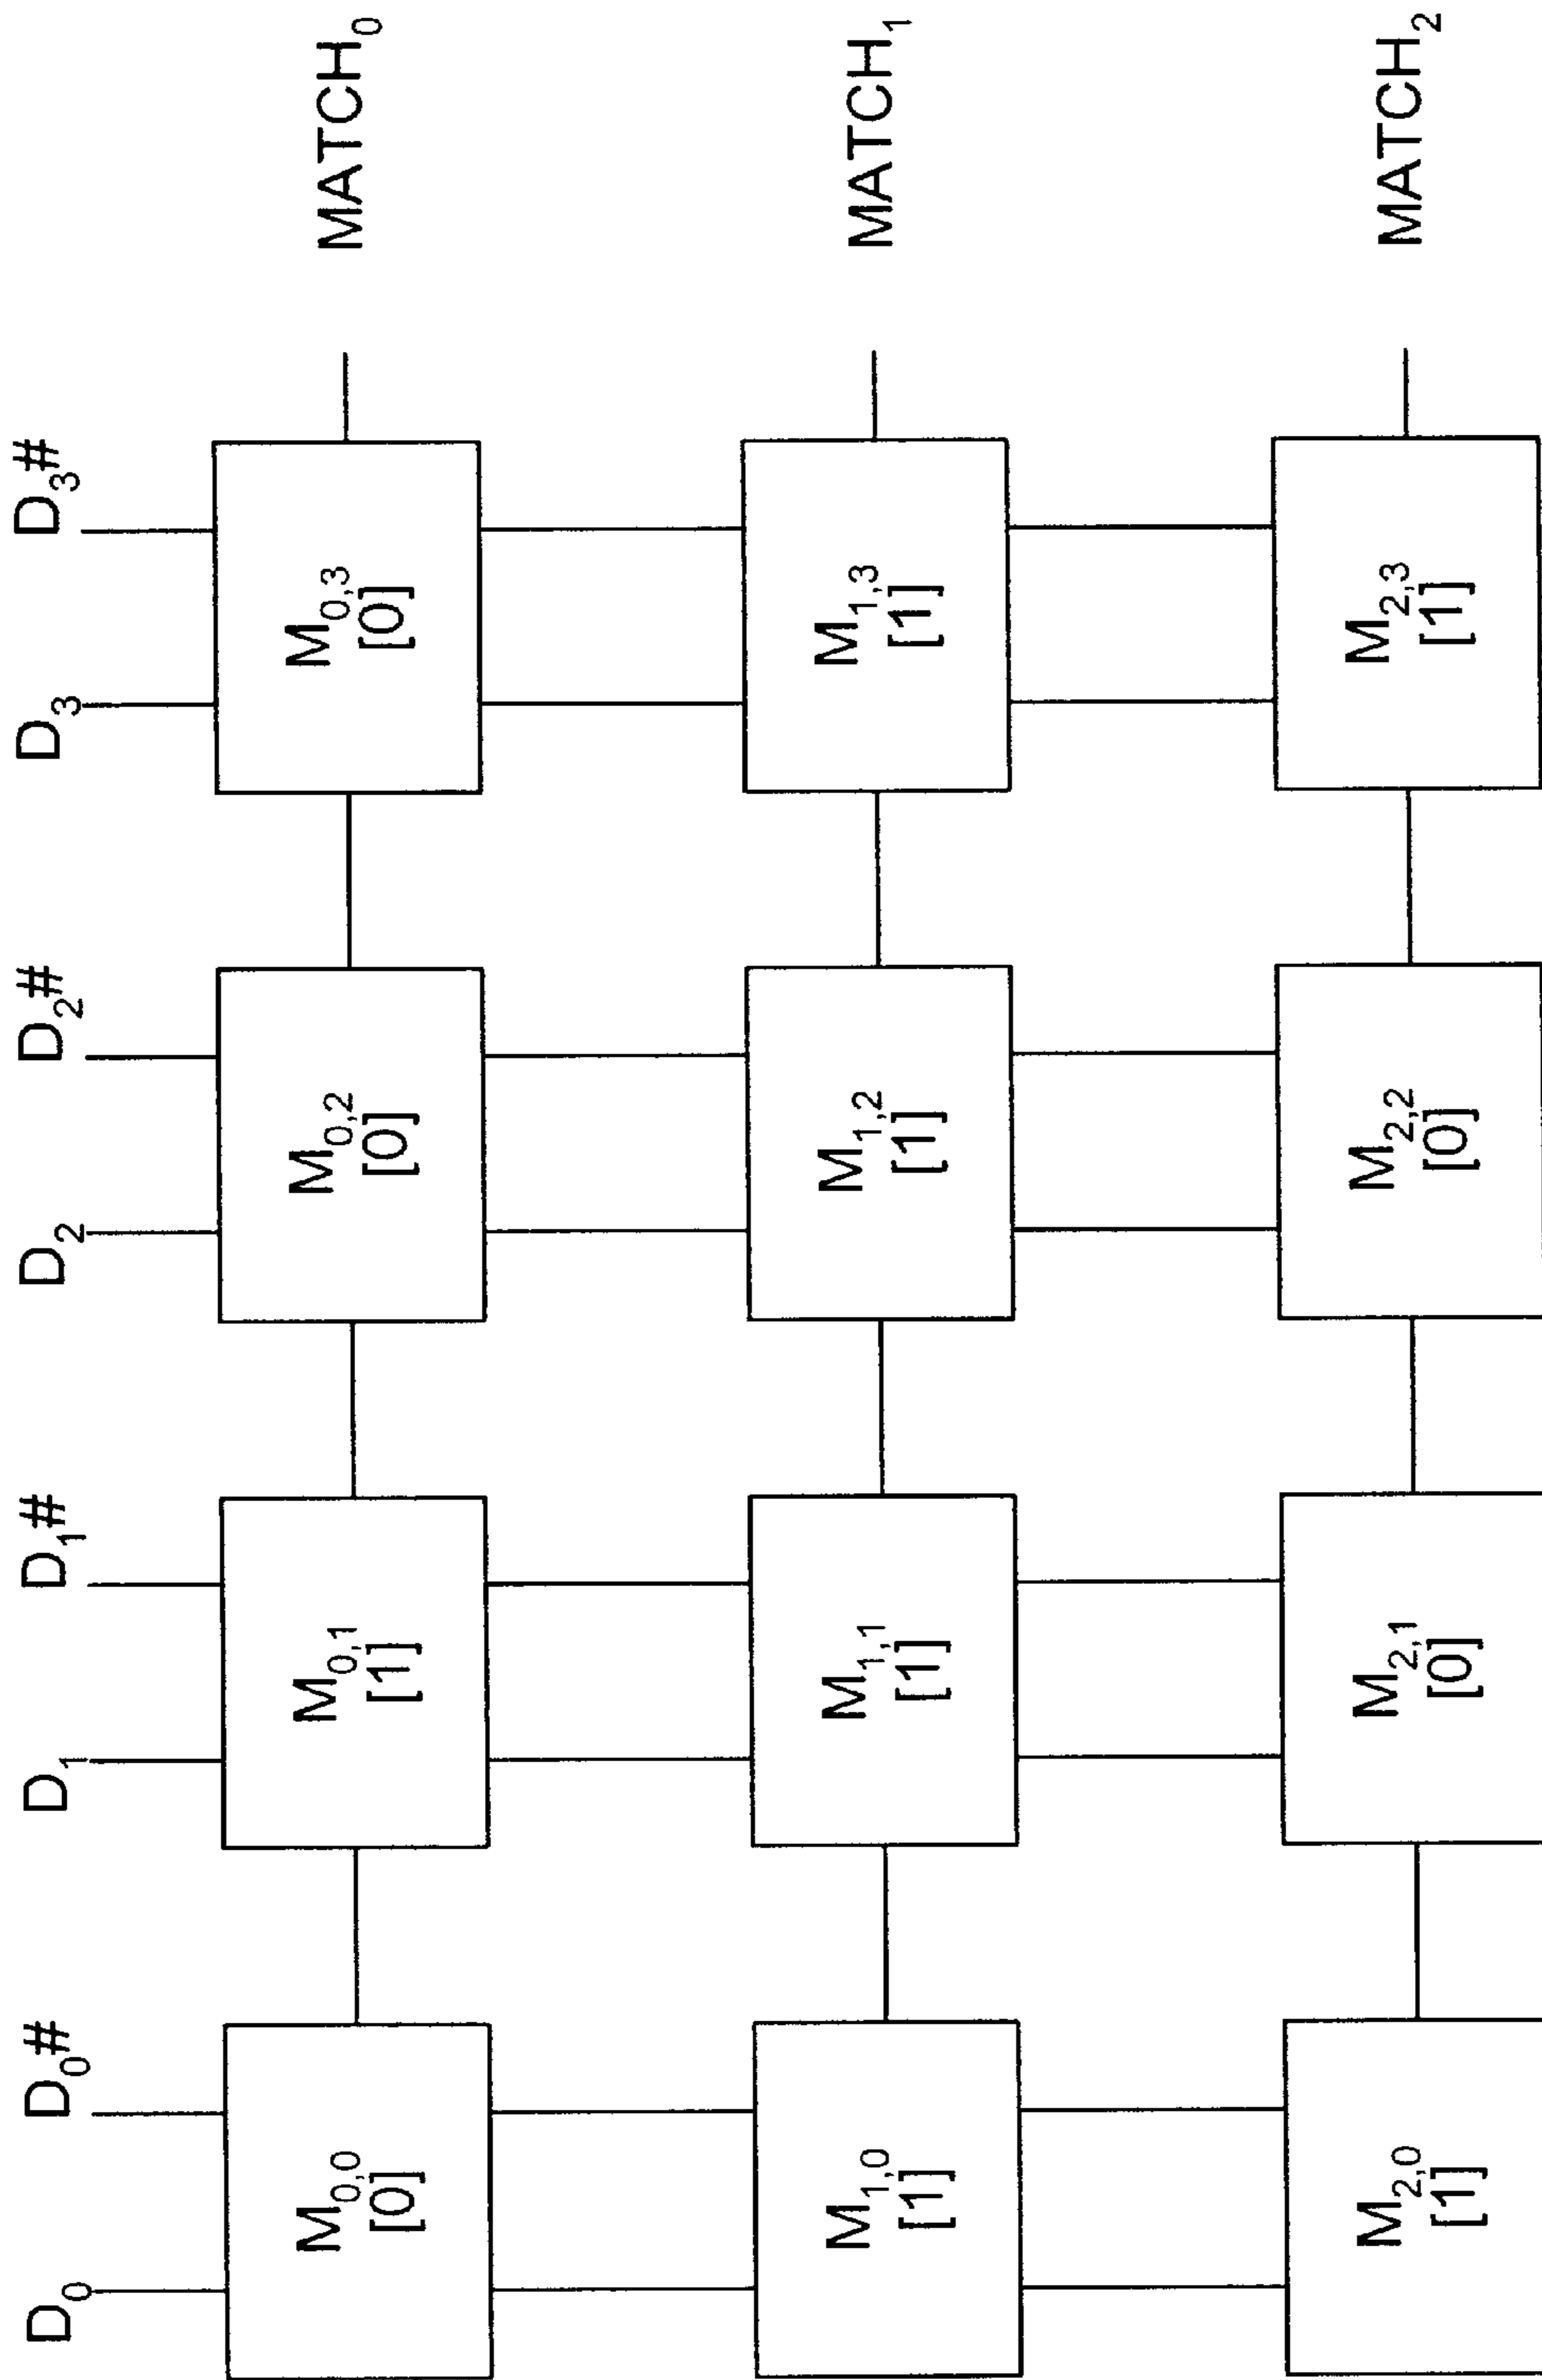 D₀ D₀# D₁ D₁# D₂ D₂# D₃ D₃#
M₀,₀ M₀,₁ M₀,₂ M₀,₃ MATCH₀
[0] [1] [0] [0]
M₁,₀ M₁,₁ M₁,₂ M₁,₃ MATCH₁
[1] [1] [1] [1]
M₂,₀ M₂,₁ M₂,₂ M₂,₃ MATCH₂
[1] [0] [0] [1]